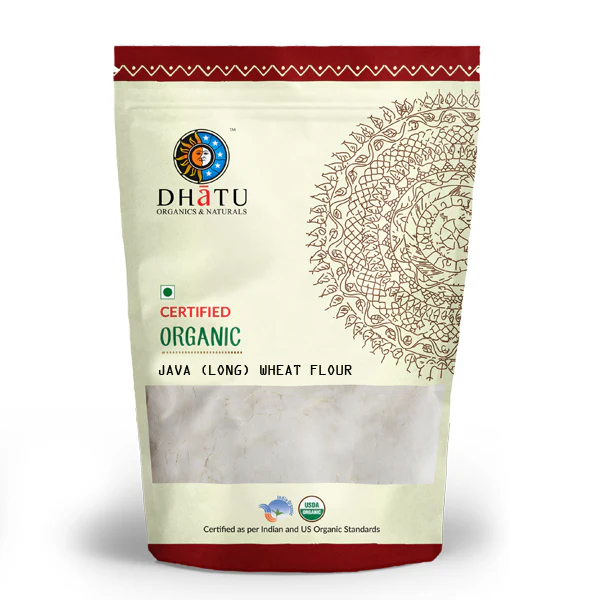 TM
DHāTU
ORGANICS & NATURALS
CERTIFIED
ORGANIC
JAVA (LONG) WHEAT FLOUR
USDA
ORGANIC
Certified as per Indian and US Organic Standards